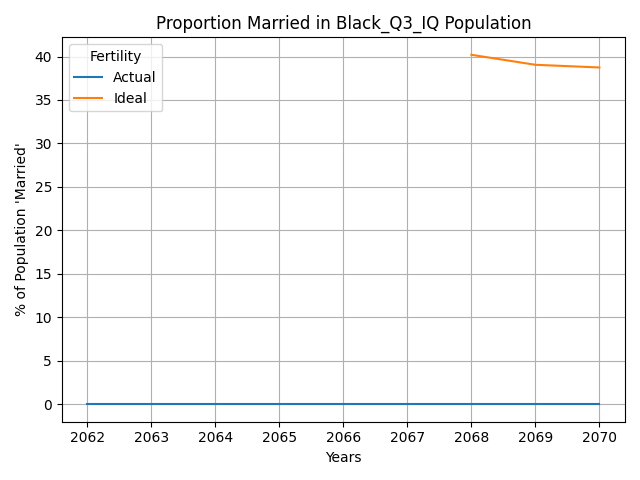 Proportion Married in Black_Q3_IQ Population
Fertility
Actual
Ideal
% of Population 'Married'
40
35
30
25
20
15
10
5
0
2062 2063 2064 2065 2066 2067 2068 2069 2070
Years